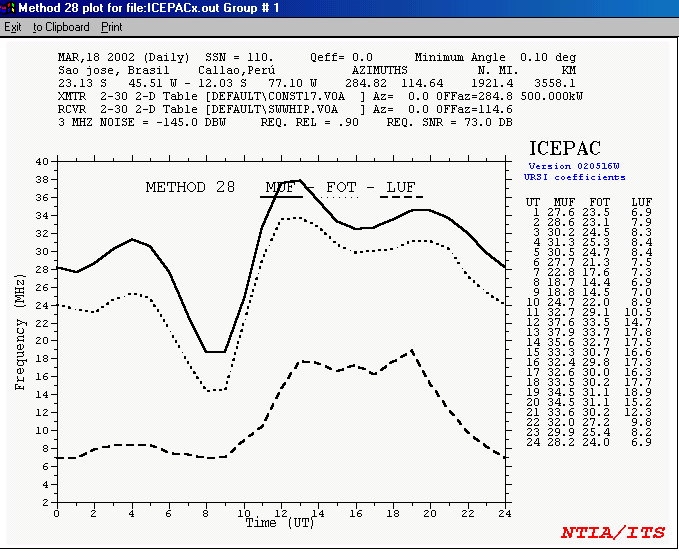 Method 28 plot for file:ICEPACx.out Group # 1
Exit to Clipboard Print
MAR,18 2002 (Daily) SSN = 110. Qeff= 0.0 Minimum Angle 0.10 deg
Sao jose, Brasil Callao,Perú AZIMUTHS N. MI. KM
23.13 S 45.51 W - 12.03 S 77.10 W 284.82 114.64 1921.4 3558.1
XMTR 2-30 2-D Table [DEFAULT\CONST17.VOA ] Az= 0.0 OFFaz=284.8 500.000kW
RCVR 2-30 2-D Table [DEFAULT\SWWHIP.VOA ] Az= 0.0 OFFaz=114.6
3 MHZ NOISE = -145.0 DBW REQ. REL = .90 REQ. SNR = 73.0 DB
ICEPAC
Version 020516W
URSI coefficients
METHOD 28 MUF - FOT - LUF
UT MUF FOT LUF
1 27.6 23.5 6.9
2 28.6 23.1 7.9
3 30.2 24.5 8.3
4 31.3 25.3 8.4
5 30.5 24.7 8.4
6 27.7 21.3 7.5
7 22.8 17.6 7.3
8 18.7 14.4 6.9
9 18.8 14.5 7.0
10 24.7 22.0 8.9
11 32.7 29.1 10.5
12 37.6 33.5 14.7
13 37.9 33.7 17.8
14 35.6 32.7 17.5
15 33.3 30.7 16.6
16 32.4 29.8 17.3
17 32.6 30.0 16.3
18 33.5 30.2 17.7
19 34.5 31.1 18.9
20 34.5 31.1 15.2
21 33.6 30.2 12.3
22 32.0 27.2 9.8
23 29.9 25.4 8.2
24 28.2 24.0 6.9
Frequency (MHz)
40
38
36
34
32
30
28
26
24
22
20
18
16
14
12
10
8
6
4
2
0 2 4 6 8 10 12 14 16 18 20 22 24
Time (UT)
NTIA/ITS